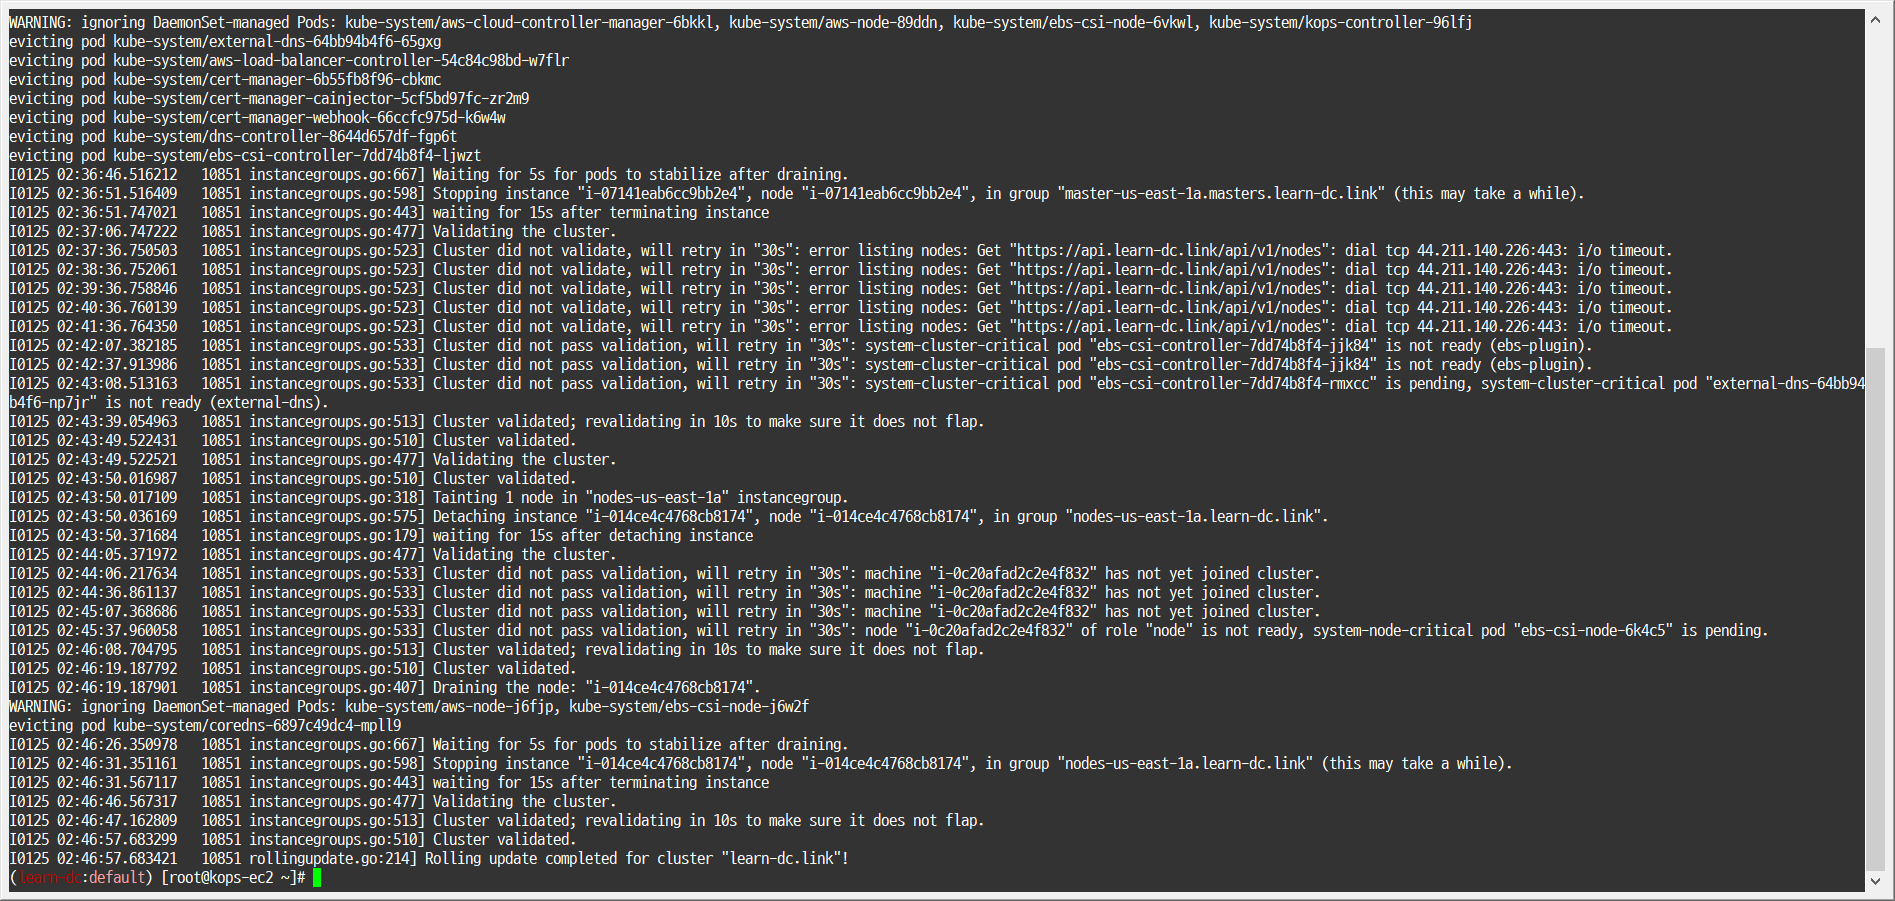 WARNING: ignoring DaemonSet-managed Pods: kube-system/aws-cloud-controller-manager-6bkkl, kube-system/aws-node-89ddn, kube-system/ebs-csi-node-6vkwl, kube-system/kops-controller-96lfj
evicting pod kube-system/external-dns-64bb94b4f6-65gxg
evicting pod kube-system/aws-load-balancer-controller-54c84c98bd-w7flr
evicting pod kube-system/cert-manager-6b55fb8f96-cbkmc
evicting pod kube-system/cert-manager-cainjector-5cf5bd97fc-zr2m9
evicting pod kube-system/cert-manager-webhook-66ccfc975d-k6w4w
evicting pod kube-system/dns-controller-8644d657df-fgp6t
evicting pod kube-system/ebs-csi-controller-7dd74b8f4-ljwzt
I0125 02:36:46.516212   10851 instancegroups.go:667] Waiting for 5s for pods to stabilize after draining.
I0125 02:36:51.516409   10851 instancegroups.go:598] Stopping instance "i-07141eab6cc9bb2e4", node "i-07141eab6cc9bb2e4", in group "master-us-east-1a.masters.learn-dc.link" (this may take a while).
I0125 02:36:51.747021   10851 instancegroups.go:443] waiting for 15s after terminating instance
I0125 02:37:06.747222   10851 instancegroups.go:477] Validating the cluster.
I0125 02:37:36.750503   10851 instancegroups.go:523] Cluster did not validate, will retry in "30s": error listing nodes: Get "https://api.learn-dc.link/api/v1/nodes": dial tcp 44.211.140.226:443: i/o timeout.
I0125 02:38:36.752061   10851 instancegroups.go:523] Cluster did not validate, will retry in "30s": error listing nodes: Get "https://api.learn-dc.link/api/v1/nodes": dial tcp 44.211.140.226:443: i/o timeout.
I0125 02:39:36.758846   10851 instancegroups.go:523] Cluster did not validate, will retry in "30s": error listing nodes: Get "https://api.learn-dc.link/api/v1/nodes": dial tcp 44.211.140.226:443: i/o timeout.
I0125 02:40:36.760139   10851 instancegroups.go:523] Cluster did not validate, will retry in "30s": error listing nodes: Get "https://api.learn-dc.link/api/v1/nodes": dial tcp 44.211.140.226:443: i/o timeout.
I0125 02:41:36.764350   10851 instancegroups.go:523] Cluster did not validate, will retry in "30s": error listing nodes: Get "https://api.learn-dc.link/api/v1/nodes": dial tcp 44.211.140.226:443: i/o timeout.
I0125 02:42:07.382185   10851 instancegroups.go:533] Cluster did not pass validation, will retry in "30s": system-cluster-critical pod "ebs-csi-controller-7dd74b8f4-jjk84" is not ready (ebs-plugin).
I0125 02:42:37.913986   10851 instancegroups.go:533] Cluster did not pass validation, will retry in "30s": system-cluster-critical pod "ebs-csi-controller-7dd74b8f4-jjk84" is not ready (ebs-plugin).
I0125 02:43:08.513163   10851 instancegroups.go:533] Cluster did not pass validation, will retry in "30s": system-cluster-critical pod "ebs-csi-controller-7dd74b8f4-rmxcc" is pending, system-cluster-critical pod "external-dns-64bb94
b4f6-np7jr" is not ready (external-dns).
I0125 02:43:39.054963   10851 instancegroups.go:513] Cluster validated; revalidating in 10s to make sure it does not flap.
I0125 02:43:49.522431   10851 instancegroups.go:510] Cluster validated.
I0125 02:43:49.522521   10851 instancegroups.go:477] Validating the cluster.
I0125 02:43:50.016987   10851 instancegroups.go:510] Cluster validated.
I0125 02:43:50.017109   10851 instancegroups.go:318] Tainting 1 node in "nodes-us-east-1a" instancegroup.
I0125 02:43:50.036169   10851 instancegroups.go:575] Detaching instance "i-014ce4c4768cb8174", node "i-014ce4c4768cb8174", in group "nodes-us-east-1a.learn-dc.link".
I0125 02:43:50.371684   10851 instancegroups.go:179] waiting for 15s after detaching instance
I0125 02:44:05.371972   10851 instancegroups.go:477] Validating the cluster.
I0125 02:44:06.217634   10851 instancegroups.go:533] Cluster did not pass validation, will retry in "30s": machine "i-0c20afad2c2e4f832" has not yet joined cluster.
I0125 02:44:36.861137   10851 instancegroups.go:533] Cluster did not pass validation, will retry in "30s": machine "i-0c20afad2c2e4f832" has not yet joined cluster.
I0125 02:45:07.368686   10851 instancegroups.go:533] Cluster did not pass validation, will retry in "30s": machine "i-0c20afad2c2e4f832" has not yet joined cluster.
I0125 02:45:37.960058   10851 instancegroups.go:533] Cluster did not pass validation, will retry in "30s": node "i-0c20afad2c2e4f832" of role "node" is not ready, system-node-critical pod "ebs-csi-node-6k4c5" is pending.
I0125 02:46:08.704795   10851 instancegroups.go:513] Cluster validated; revalidating in 10s to make sure it does not flap.
I0125 02:46:19.187792   10851 instancegroups.go:510] Cluster validated.
I0125 02:46:19.187901   10851 instancegroups.go:407] Draining the node: "i-014ce4c4768cb8174".
WARNING: ignoring DaemonSet-managed Pods: kube-system/aws-node-j6fjp, kube-system/ebs-csi-node-j6w2f
evicting pod kube-system/coredns-6897c49dc4-mpll9
I0125 02:46:26.350978   10851 instancegroups.go:667] Waiting for 5s for pods to stabilize after draining.
I0125 02:46:31.351161   10851 instancegroups.go:598] Stopping instance "i-014ce4c4768cb8174", node "i-014ce4c4768cb8174", in group "nodes-us-east-1a.learn-dc.link" (this may take a while).
I0125 02:46:31.567117   10851 instancegroups.go:443] waiting for 15s after terminating instance
I0125 02:46:46.567317   10851 instancegroups.go:477] Validating the cluster.
I0125 02:46:47.162809   10851 instancegroups.go:513] Cluster validated; revalidating in 10s to make sure it does not flap.
I0125 02:46:57.683299   10851 instancegroups.go:510] Cluster validated.
I0125 02:46:57.683421   10851 rollingupdate.go:214] Rolling update completed for cluster "learn-dc.link"!
(learn-dc:default) [root@kops-ec2 ~]#